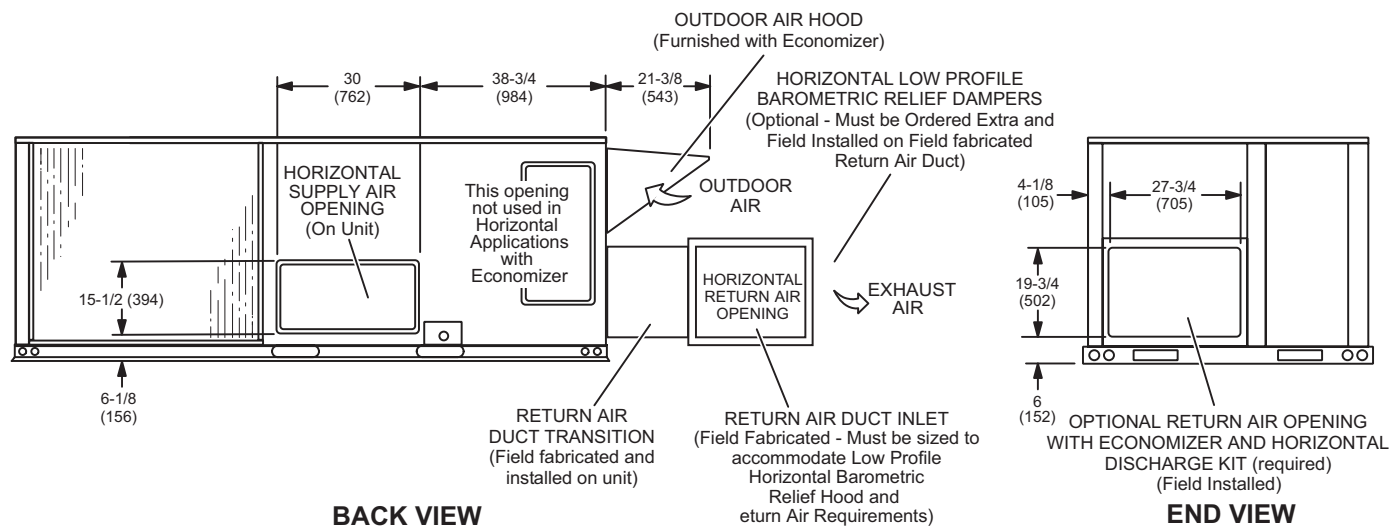 OUTDOOR AIR HOOD
(Furnished with Economizer)
30
(762)
38-3/4
(984)
21-3/8
(543)
HORIZONTAL LOW PROFILE
BAROMETRIC RELIEF DAMPERS
(Optional - Must be Ordered Extra and
Field Installed on Field fabricated
Return Air Duct)
HORIZONTAL
SUPPLY AIR
OPENING
(On Unit)
This opening
not used in
Horizontal
Applications
with
Economizer
OUTDOOR
AIR
4-1/8
(105)
27-3/4
(705)
15-1/2 (394)
HORIZONTAL
RETURN AIR
OPENING
EXHAUST
AIR
19-3/4
(502)
6-1/8
(156)
6
(152)
RETURN AIR
DUCT TRANSITION
(Field fabricated and
installed on unit)
RETURN AIR DUCT INLET
(Field Fabricated - Must be sized to
accommodate Low Profile
Horizontal Barometric
Relief Hood and
eturn Air Requirements)
OPTIONAL RETURN AIR OPENING
WITH ECONOMIZER AND HORIZONTAL
DISCHARGE KIT (required)
(Field Installed)
BACK VIEW
END VIEW